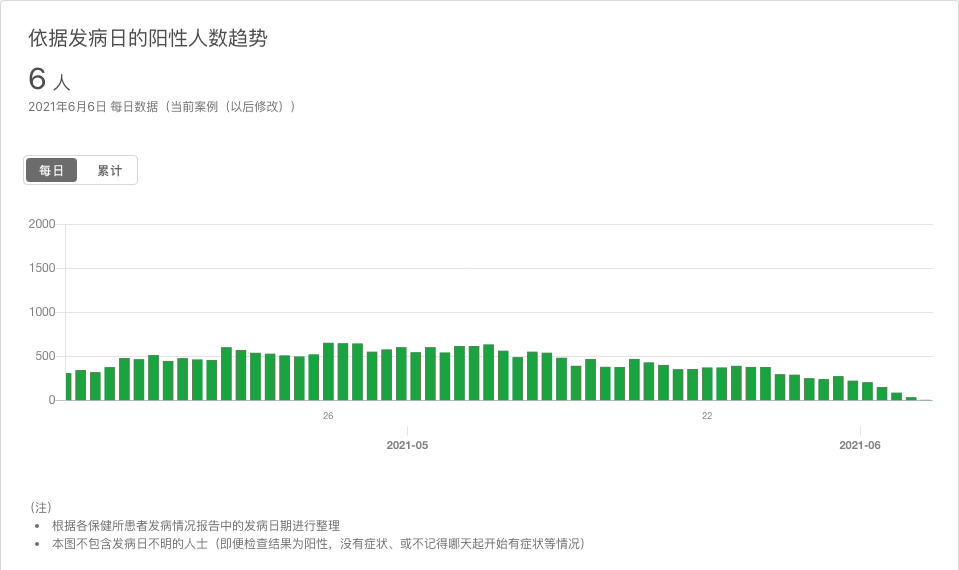 依据发病日的阳性人数趋势
6 人
2021年6月6日 每日数据（当前案例（以后修改））
每日 累计
2000
1500
1000
500
0
26 22
2021-05 2021-06
（注）
• 根据各保健所患者发病情况报告中的发病日期进行整理
• 本图不包含发病日不明的人士（即便检查结果为阳性，没有症状、或不记得哪天起开始有症状等情况）